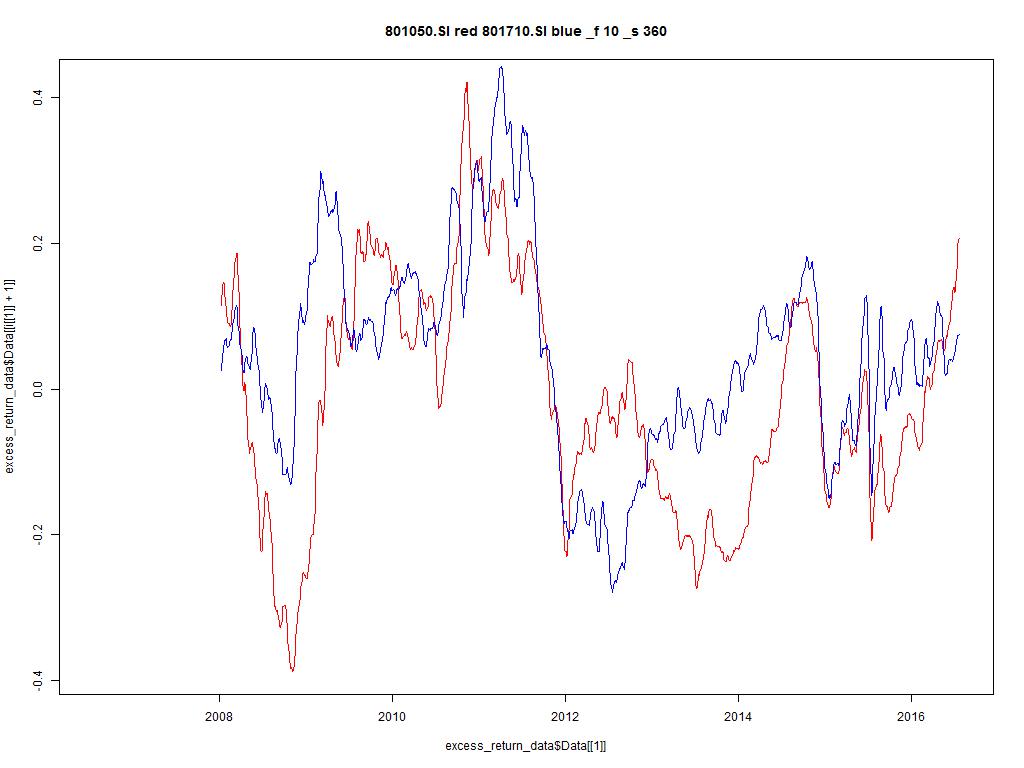 801050.SI red 801710.SI blue _f 10 _s 360
excess_return_data$Data[[i[[1]] + 1]]
0.4
0.2
0.0
-0.2
-0.4
2008 2010 2012 2014 2016
excess_return_data$Data[[1]]